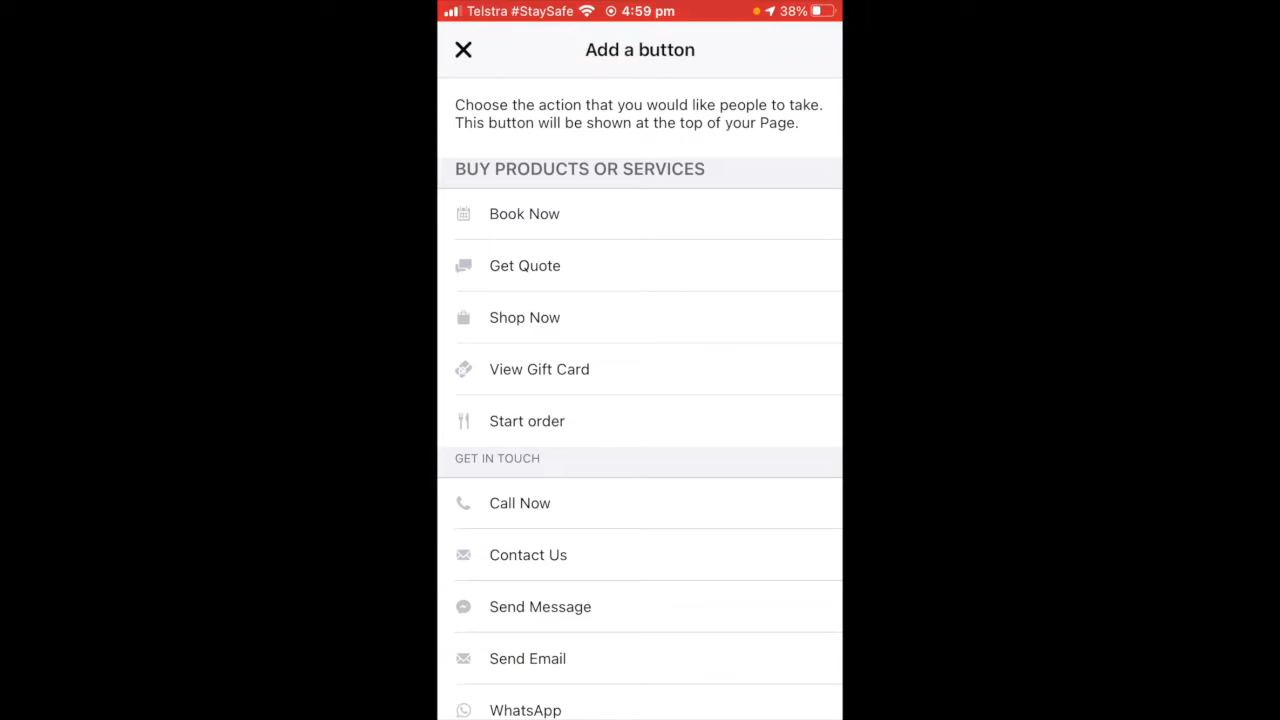 Telstra #StaySafe 4:59 pm 38%
Add a button
Choose the action that you would like people to take.
This button will be shown at the top of your Page.
BUY PRODUCTS OR SERVICES
Book Now
Get Quote
Shop Now
View Gift Card
Start order
GET IN TOUCH
Call Now
Contact Us
Send Message
Send Email
WhatsApp